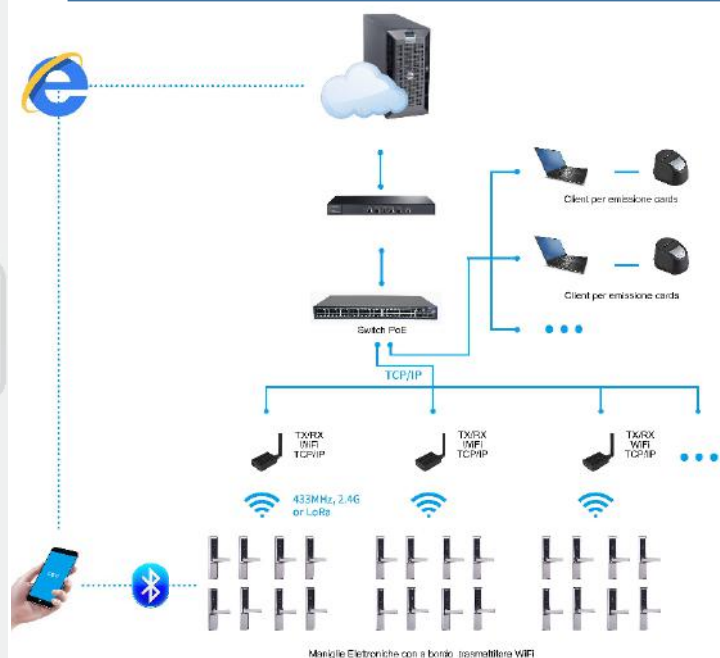 Client per emissione cards
Client per emissione cards
Switch PoE
TCP/IP
TX/RX
WiFi
TCP/IP
TX/RX
WiFi
TCP/IP
TX/RX
WiFi
TCP/IP
433MHz, 2.4G
or LoRa
Maniglie Elettroniche con a bordo trasmettitore WiFi